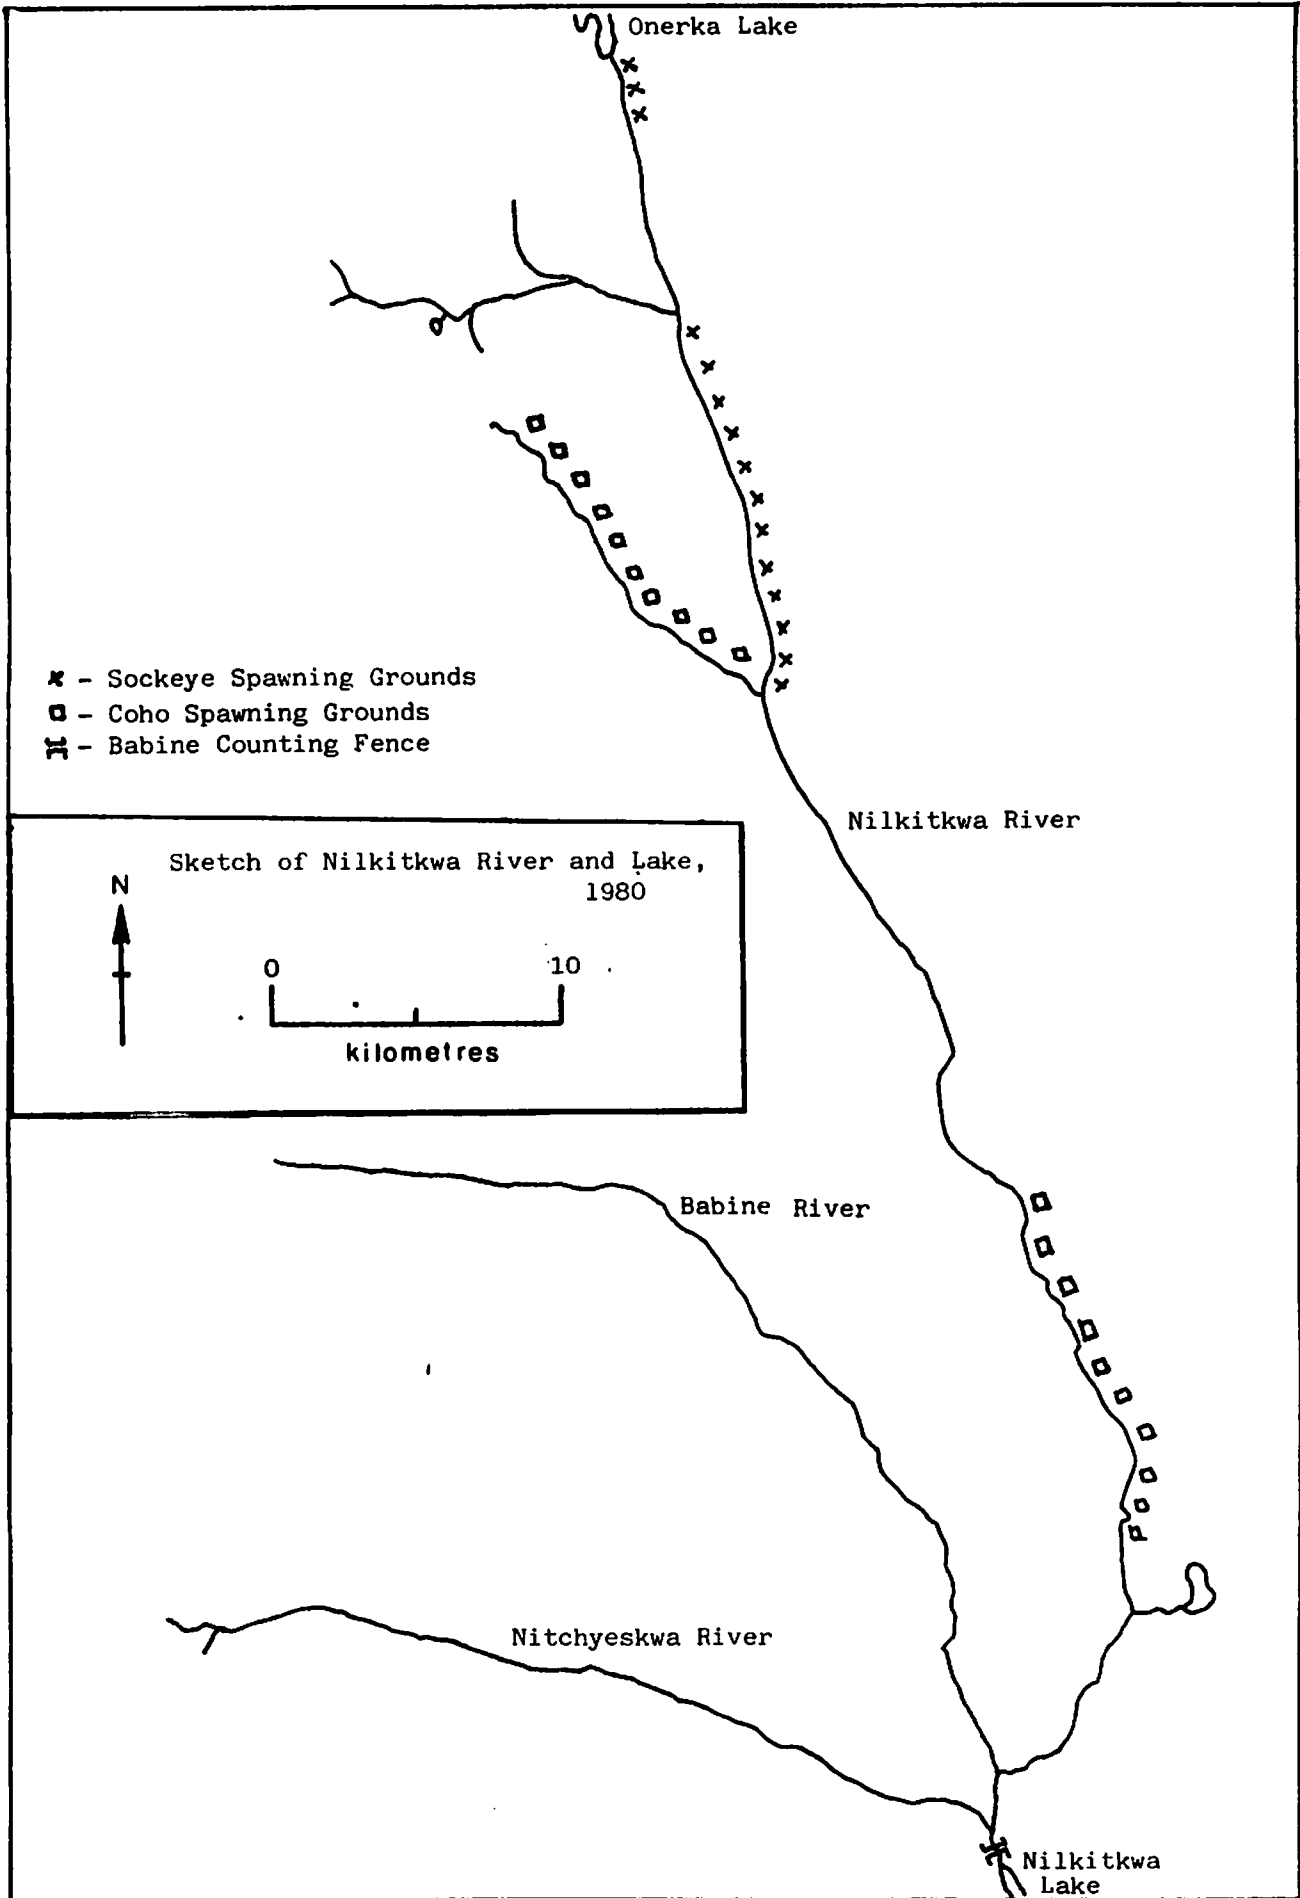 Onerka Lake
x - Sockeye Spawning Grounds
- Coho Spawning Grounds
- Babine Counting Fence
Nilkitkwa River
Sketch of Nilkitkwa River and Lake,
1980
N
0 10
kilometres
Babine River
Nitchyeskwa River
Nilkitkwa
Lake